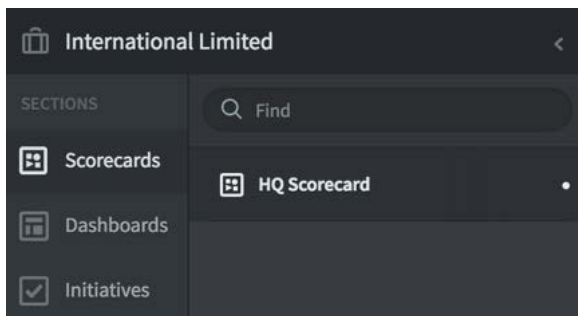 International Limited
SECTIONS
Find
Scorecards
HQ Scorecard
Dashboards
Initiatives